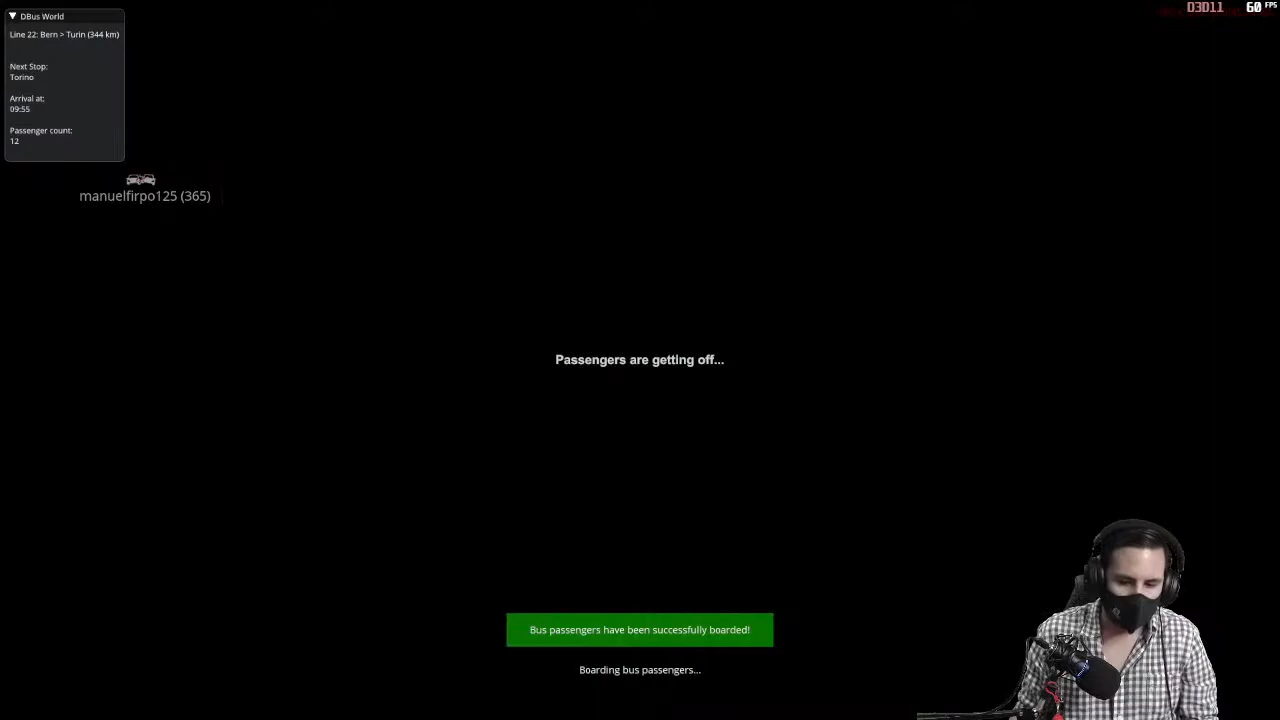 DBus World
Line 22: Bern > Turin (344 km)
Next Stop:
Torino
Arrival at:
09:55
Passenger count:
12
D3D11 60 FPS
manuelfirpo125 (365)
Passengers are getting off...
Bus passengers have been successfully boarded!
Boarding bus passengers...